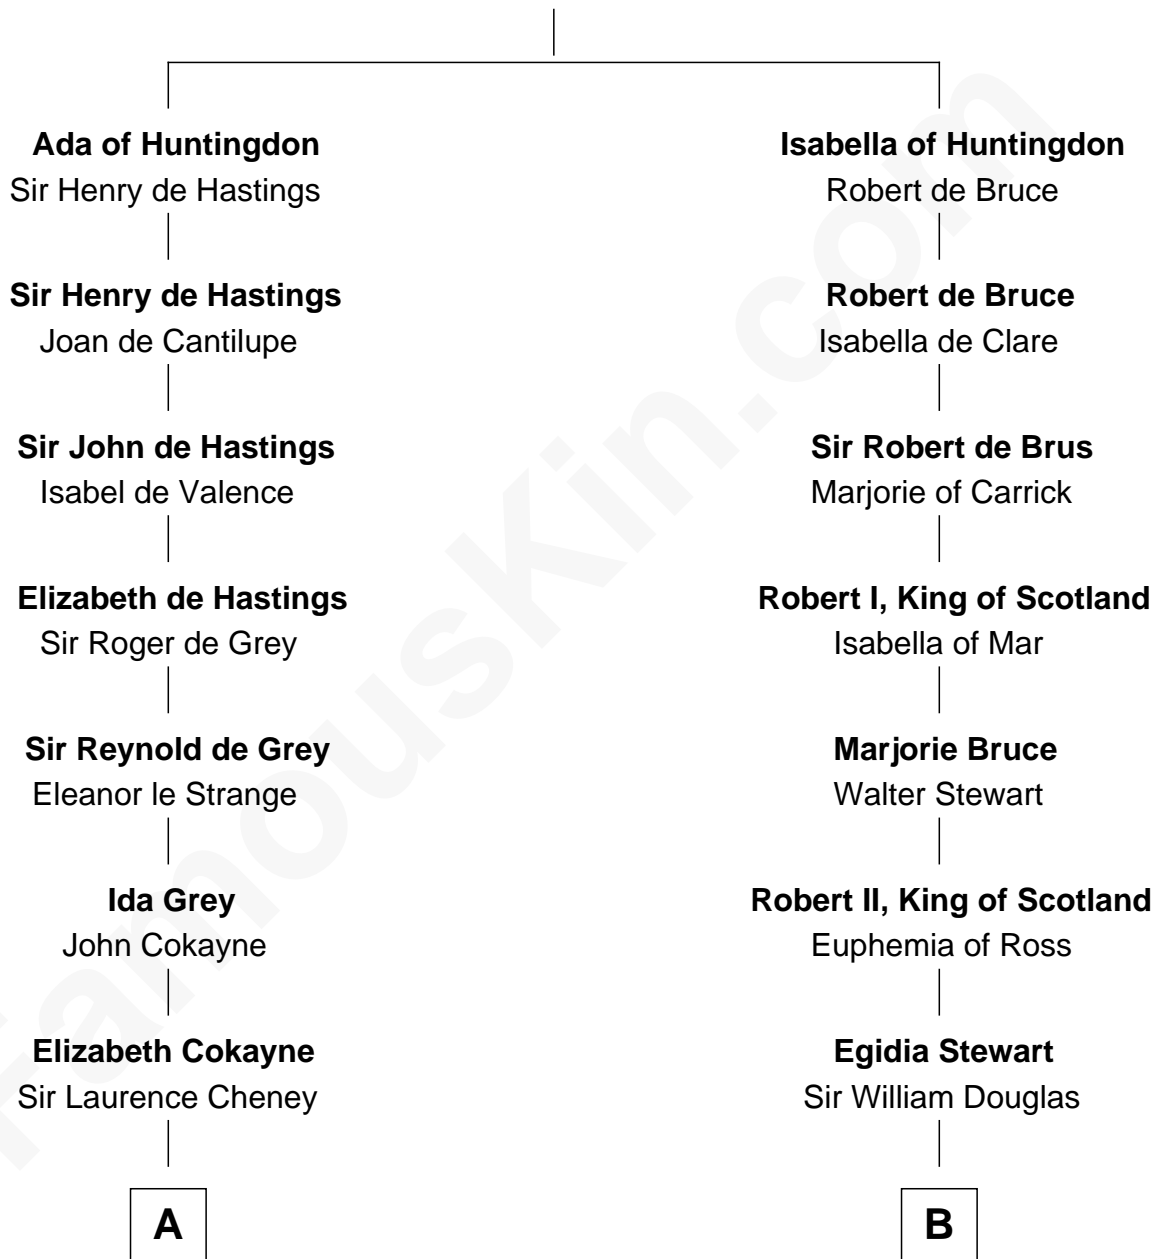 Ada of Huntingdon
Sir Henry de Hastings
Sir Henry de Hastings
Joan de Cantilupe
Sir John de Hastings
Isabel de Valence
Elizabeth de Hastings
Sir Roger de Grey
Sir Reynold de Grey
Eleanor le Strange
Ida Grey
John Cokayne
Elizabeth Cokayne
Sir Laurence Cheney
A
Isabella of Huntingdon
Robert de Bruce
Robert de Bruce
Isabella de Clare
Sir Robert de Brus
Marjorie of Carrick
Robert I, King of Scotland
Isabella of Mar
Marjorie Bruce
Walter Stewart
Robert II, King of Scotland
Euphemia of Ross
Egidia Stewart
Sir William Douglas
B
FamousKin.com